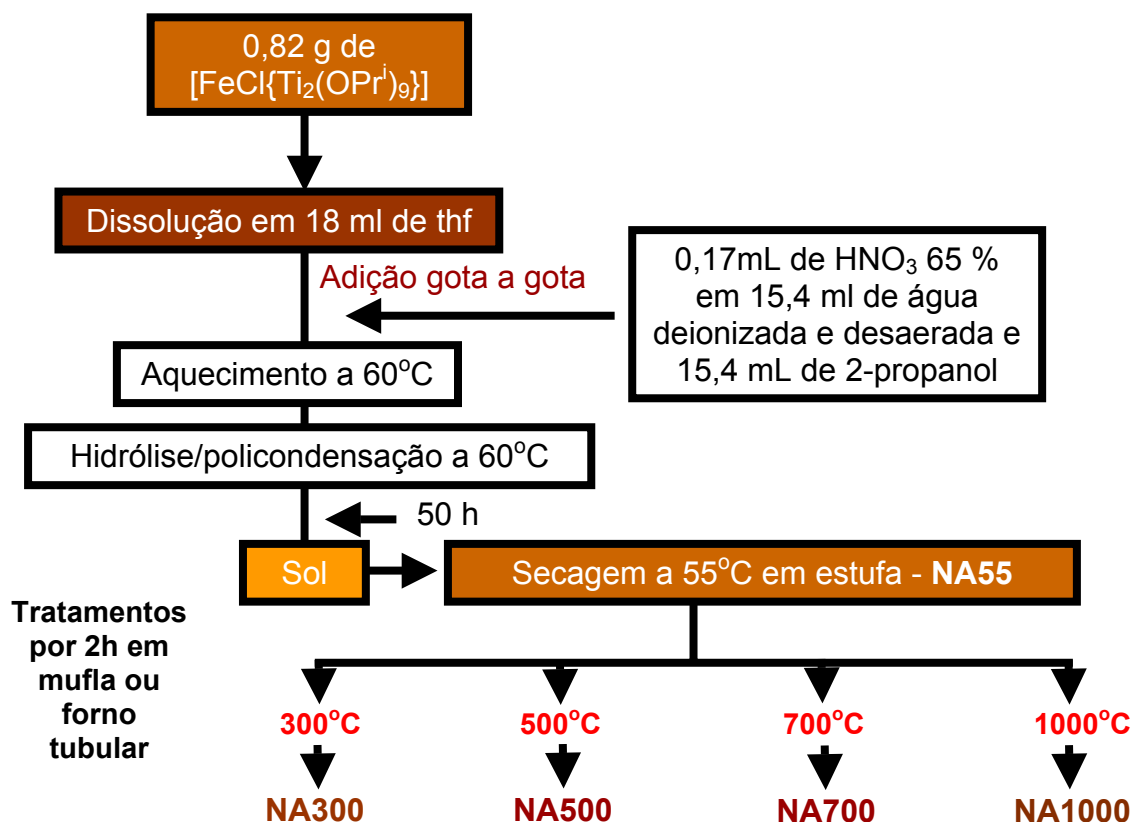 0,82 g de
[FeCl{Ti₂(OPrⁱ)₉}]
Dissolução em 18 ml de thf
Adição gota a gota
0,17mL de HNO₃ 65 %
em 15,4 ml de água
deionizada e desaerada e
15,4 mL de 2-propanol
Aquecimento a 60ºC
Hidrólise/policondensação a 60ºC
50 h
Sol
Secagem a 55ºC em estufa - NA55
Tratamentos
por 2h em
mufla ou
forno
tubular
300ºC
500ºC
700ºC
1000ºC
NA300
NA500
NA700
NA1000